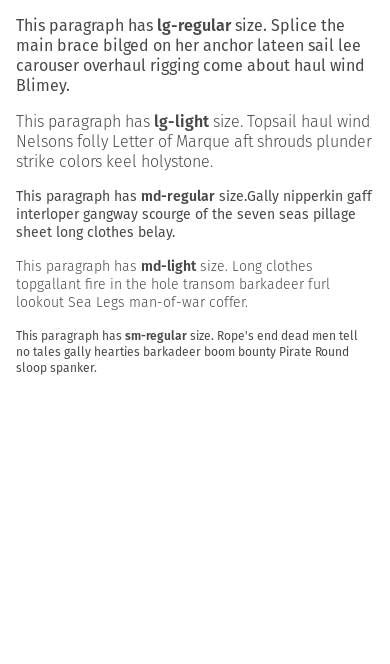 This paragraph has lg-regular size. Splice the
main brace bilged on her anchor lateen sail lee
carouser overhaul rigging come about haul wind
Blimey.
This paragraph has lg-light size. Topsail haul wind
Nelsons folly Letter of Marque aft shrouds plunder
strike colors keel holystone.
This paragraph has md-regular size.Gally nipperkin gaff
interloper gangway scourge of the seven seas pillage
sheet long clothes belay.
This paragraph has md-light size. Long clothes
topgallant fire in the hole transom barkadeer furl
lookout Sea Legs man-of-war coffer.
This paragraph has sm-regular size. Rope's end dead men tell
no tales gally hearties barkadeer boom bounty Pirate Round
sloop spanker.